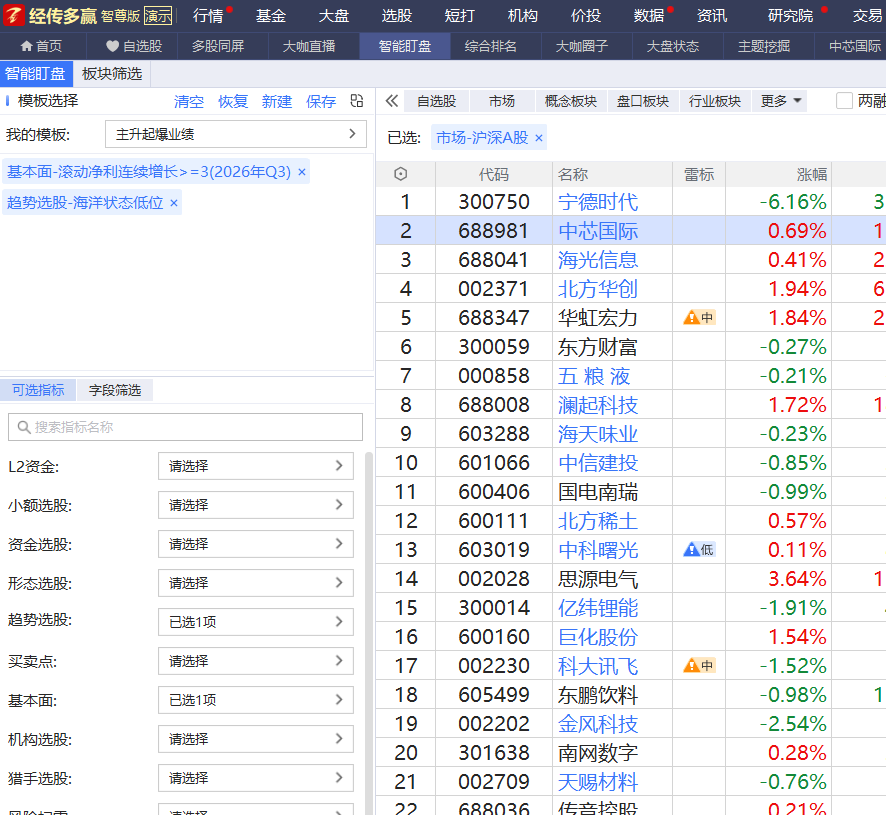 经传多赢 智尊版 演示 行情 基金 大盘 选股 短打 机构 价投 数据 资讯 研究院 交易
首页 自选股 多股同屏 大咖直播 智能盯盘 综合排名 大咖圈子 大盘状态 主题挖掘 中芯国际
智能盯盘 板块筛选
模板选择 清空 恢复 新建 保存
我的模板: 主升起爆业绩
基本面-滚动净利连续增长>=3(2026年Q3) ×
趋势选股-海洋状态低位 ×
可选指标 字段筛选
搜索指标名称
L2资金: 请选择
小额选股: 请选择
资金选股: 请选择
形态选股: 请选择
趋势选股: 已选1项
买卖点: 请选择
基本面: 已选1项
机构选股: 请选择
猎手选股: 请选择
请选择
自选股 市场 概念板块 盘口板块 行业板块 更多 两融
已选: 市场-沪深A股 ×
代码 名称 雷标 涨幅
1 300750 宁德时代 -6.16% 3
2 688981 中芯国际 0.69% 1
3 688041 海光信息 0.41% 2
4 002371 北方华创 1.94% 6
5 688347 华虹宏力 中 1.84% 2
6 300059 东方财富 -0.27%
7 000858 五 粮 液 -0.21%
8 688008 澜起科技 1.72% 1
9 603288 海天味业 -0.23%
10 601066 中信建投 -0.85%
11 600406 国电南瑞 -0.99%
12 600111 北方稀土 0.57%
13 603019 中科曙光 低 0.11%
14 002028 思源电气 3.64% 1
15 300014 亿纬锂能 -1.91%
16 600160 巨化股份 1.54%
17 002230 科大讯飞 中 -1.52%
18 605499 东鹏饮料 -0.98% 1
19 002202 金风科技 -2.54%
20 301638 南网数字 0.28%
21 002709 天赐材料 -0.76%
22 688036 传音控股 0.21%